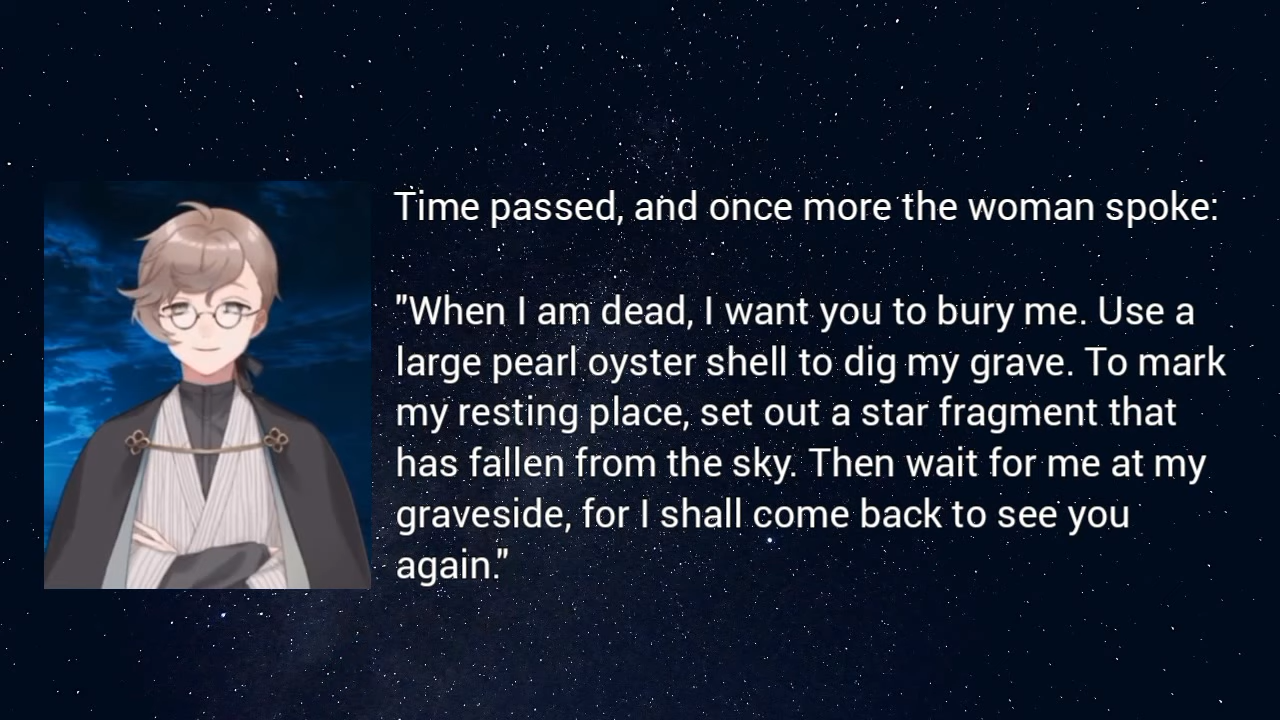 Time passed, and once more the woman spoke:
"When I am dead, I want you to bury me. Use a
large pearl oyster shell to dig my grave. To mark
my resting place, set out a star fragment that
has fallen from the sky. Then wait for me at my
graveside, for I shall come back to see you
again."